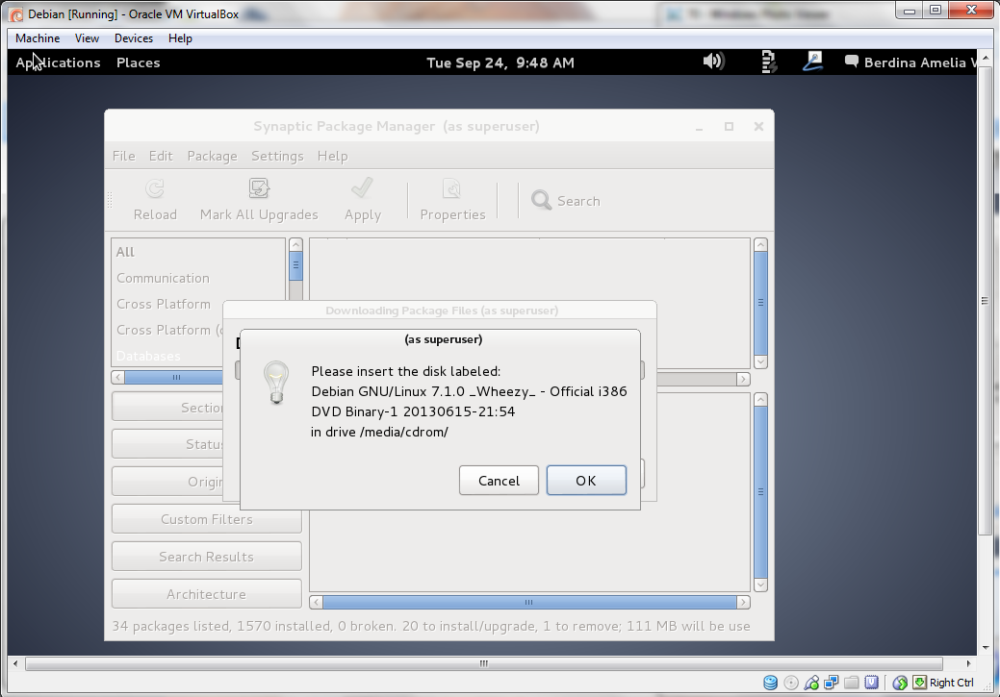 Debian [Running] - Oracle VM VirtualBox
Machine View Devices Help
Applications Places Tue Sep 24, 9:48 AM Berdina Amelia
Synaptic Package Manager (as superuser)
File Edit Package Settings Help
Reload Mark All Upgrades Apply Properties Search
All
Communication
Cross Platform
Cross Platform
Databases
Downloading Package Files (as superuser)
(as superuser)
Please insert the disk labeled:
Debian GNU/Linux 7.1.0 _Wheezy_ - Official i386
DVD Binary-1 20130615-21:54
in drive /media/cdrom/
Cancel OK
Custom Filters
Search Results
Architecture
34 packages listed, 1570 installed, 0 broken. 20 to install/upgrade, 1 to remove; 111 MB will be use
Right Ctrl